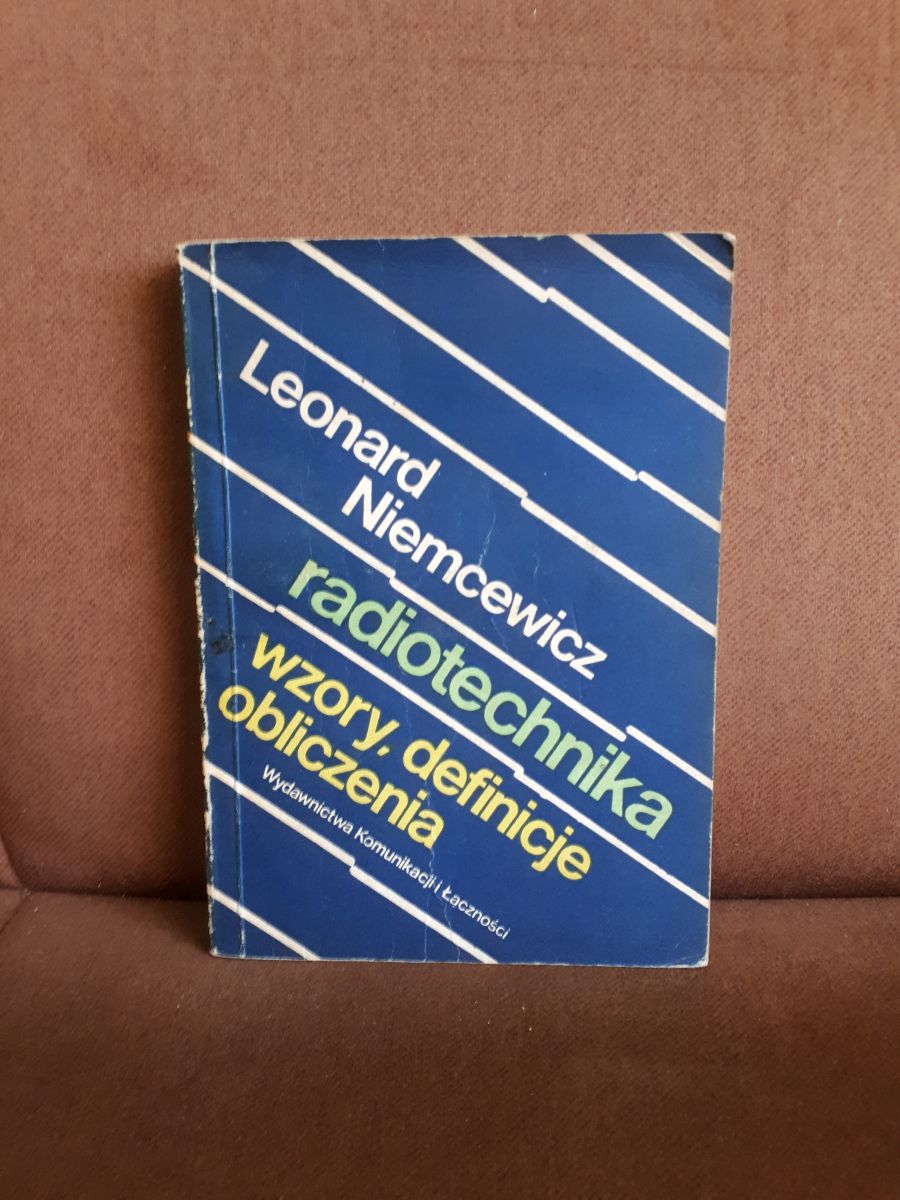 Leonard
Niemcewicz
radiotechnika
wzory, definicje
obliczenia
Wydawnictwa Komunikacji i Łączności